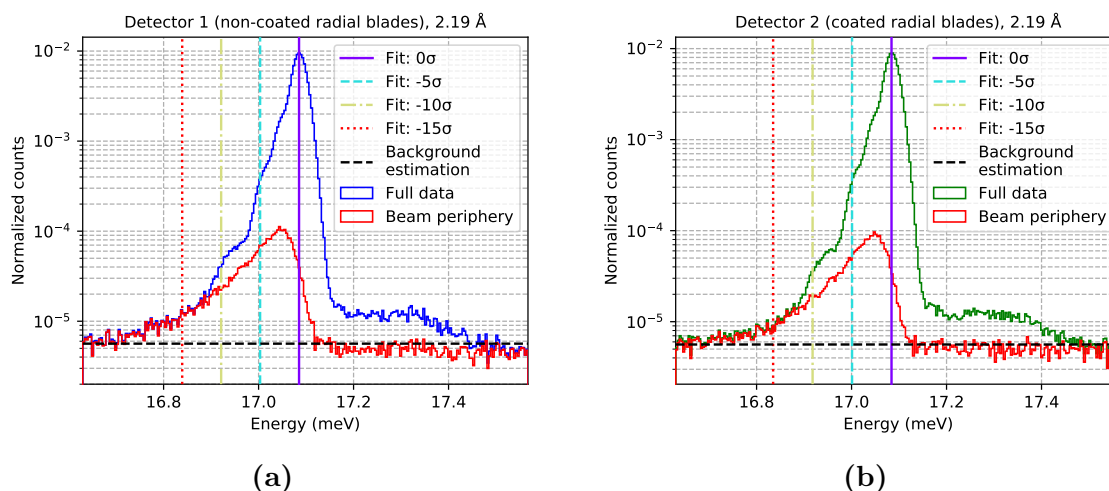 Detector 1 (non-coated radial blades), 2.19 Å
10⁻²
10⁻³
10⁻⁴
10⁻⁵
Normalized counts
Fit: 0σ
Fit: -5σ
Fit: -10σ
Fit: -15σ
Background
estimation
Full data
Beam periphery
16.8 17.0 17.2 17.4
Energy (meV)
(a)
Detector 2 (coated radial blades), 2.19 Å
10⁻²
10⁻³
10⁻⁴
10⁻⁵
Normalized counts
Fit: 0σ
Fit: -5σ
Fit: -10σ
Fit: -15σ
Background
estimation
Full data
Beam periphery
16.8 17.0 17.2 17.4
Energy (meV)
(b)